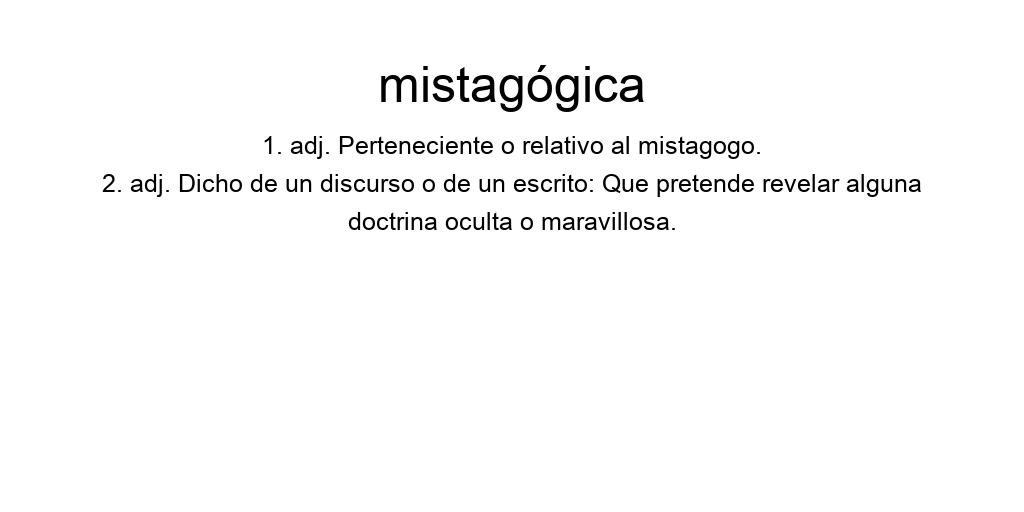 mistagógica
1. adj. Perteneciente o relativo al mistagogo.
2. adj. Dicho de un discurso o de un escrito: Que pretende revelar alguna
doctrina oculta o maravillosa.